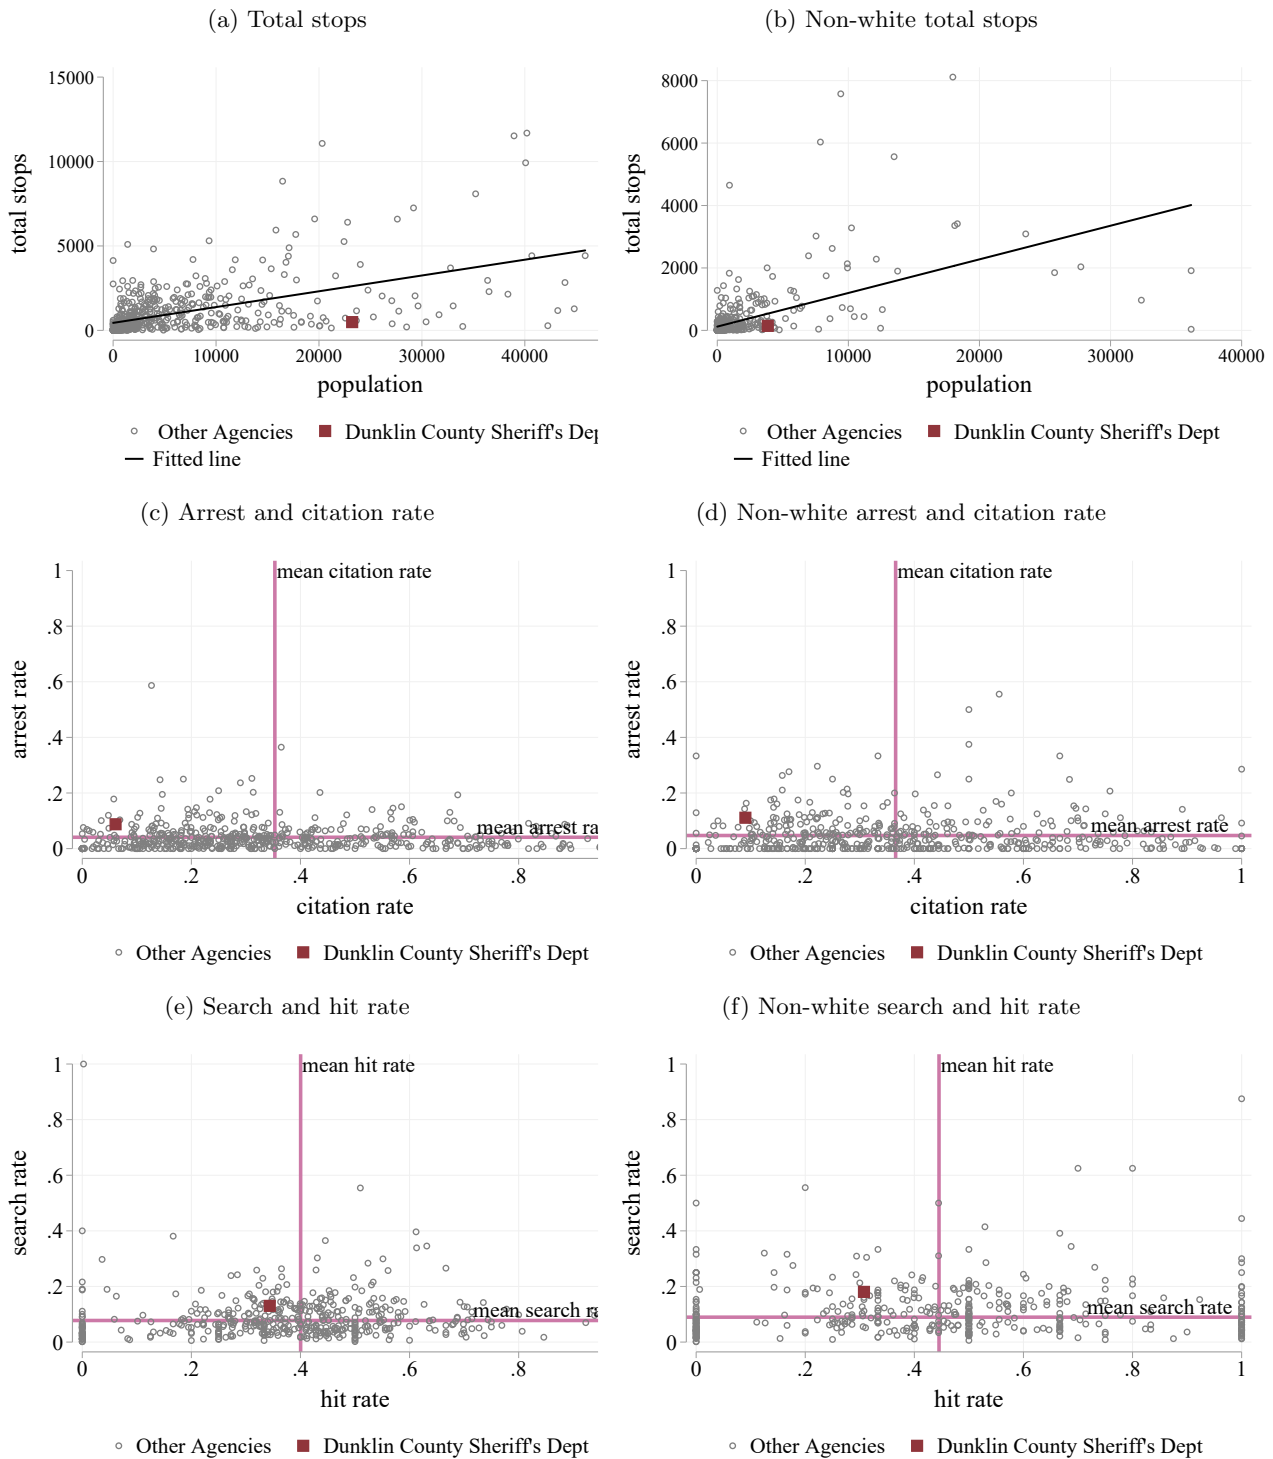 (a) Total stops
15000
10000
5000
0
total stops
0 10000 20000 30000 40000
population
Other Agencies Dunklin County Sheriff's Dep
Fitted line
(b) Non-white total stops
8000
6000
4000
2000
0
total stops
0 10000 20000 30000 40000
population
Other Agencies Dunklin County Sheriff's Dept
Fitted line
(c) Arrest and citation rate
1
.8
.6
.4
.2
0
arrest rate
mean citation rate
mean arrest ra
0 .2 .4 .6 .8
citation rate
Other Agencies Dunklin County Sheriff's Dept
(d) Non-white arrest and citation rate
1
.8
.6
.4
.2
0
arrest rate
mean citation rate
mean arrest rate
0 .2 .4 .6 .8 1
citation rate
Other Agencies Dunklin County Sheriff's Dept
(e) Search and hit rate
1
.8
.6
.4
.2
0
search rate
mean hit rate
mean search ra
0 .2 .4 .6 .8
hit rate
Other Agencies Dunklin County Sheriff's Dept
(f) Non-white search and hit rate
1
.8
.6
.4
.2
0
search rate
mean hit rate
mean search rate
0 .2 .4 .6 .8 1
hit rate
Other Agencies Dunklin County Sheriff's Dept